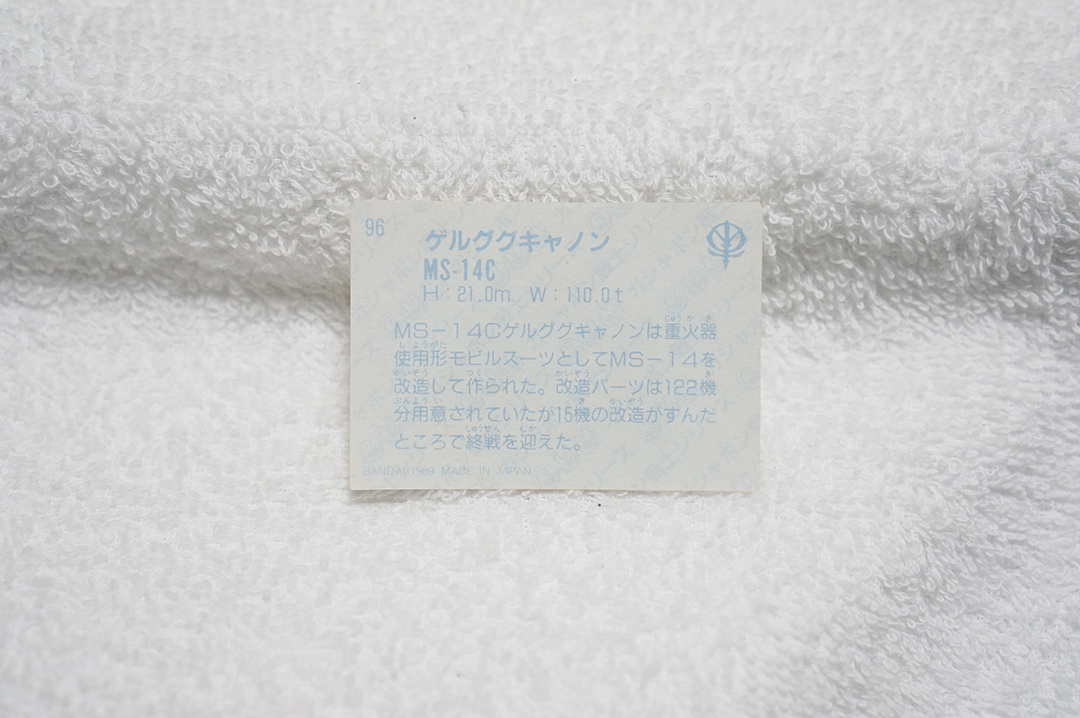 96
ゲルググキャノン
MS-14C
H:21.0m W:110.0t
MS-14Cゲルググキャノンは重火器
使用形モビルスーツとしてMS-14を
改造して作られた。改造パーツは122機
分用意されていたが15機の改造がすんだ
ところで終戦を迎えた。
BANDAI 1989 MADE IN JAPAN